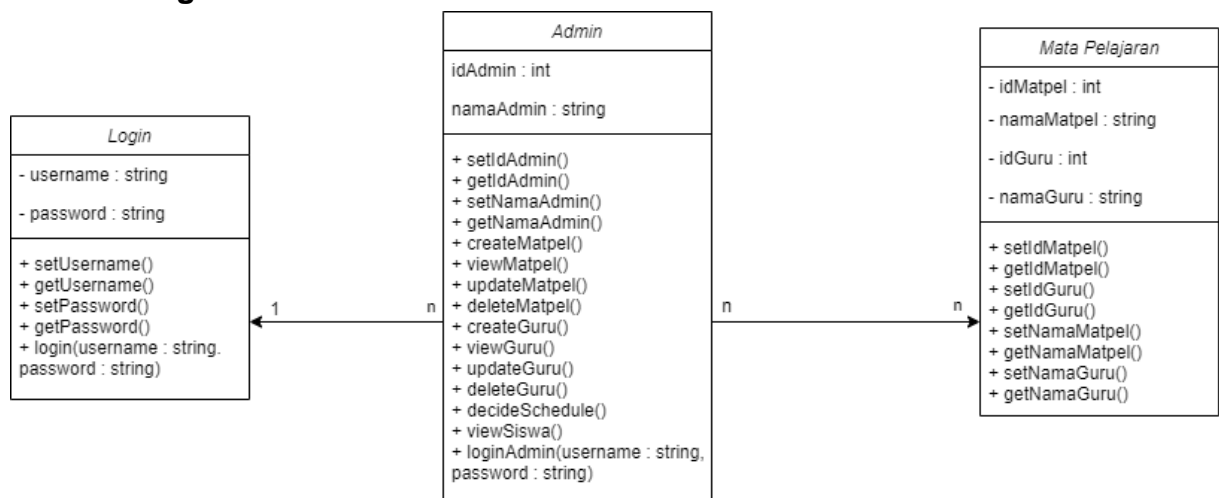 Login
- username : string
- password : string
+ setUsername()
+ getUsername()
+ setPassword()
+ getPassword()
+ login(username : string.
password : string)
1
n
Admin
idAdmin : int
namaAdmin : string
+ setIdAdmin()
+ getIdAdmin()
+ setNamaAdmin()
+ getNamaAdmin()
+ createMatpel()
+ viewMatpel()
+ updateMatpel()
+ deleteMatpel()
+ createGuru()
+ viewGuru()
+ updateGuru()
+ deleteGuru()
+ decideSchedule()
+ viewSiswa()
+ loginAdmin(username : string,
password : string)
n
n
Mata Pelajaran
- idMatpel : int
- namaMatpel : string
- idGuru : int
- namaGuru : string
+ setIdMatpel()
+ getIdMatpel()
+ setIdGuru()
+ getIdGuru()
+ setNamaMatpel()
+ getNamaMatpel()
+ setNamaGuru()
+ getNamaGuru()